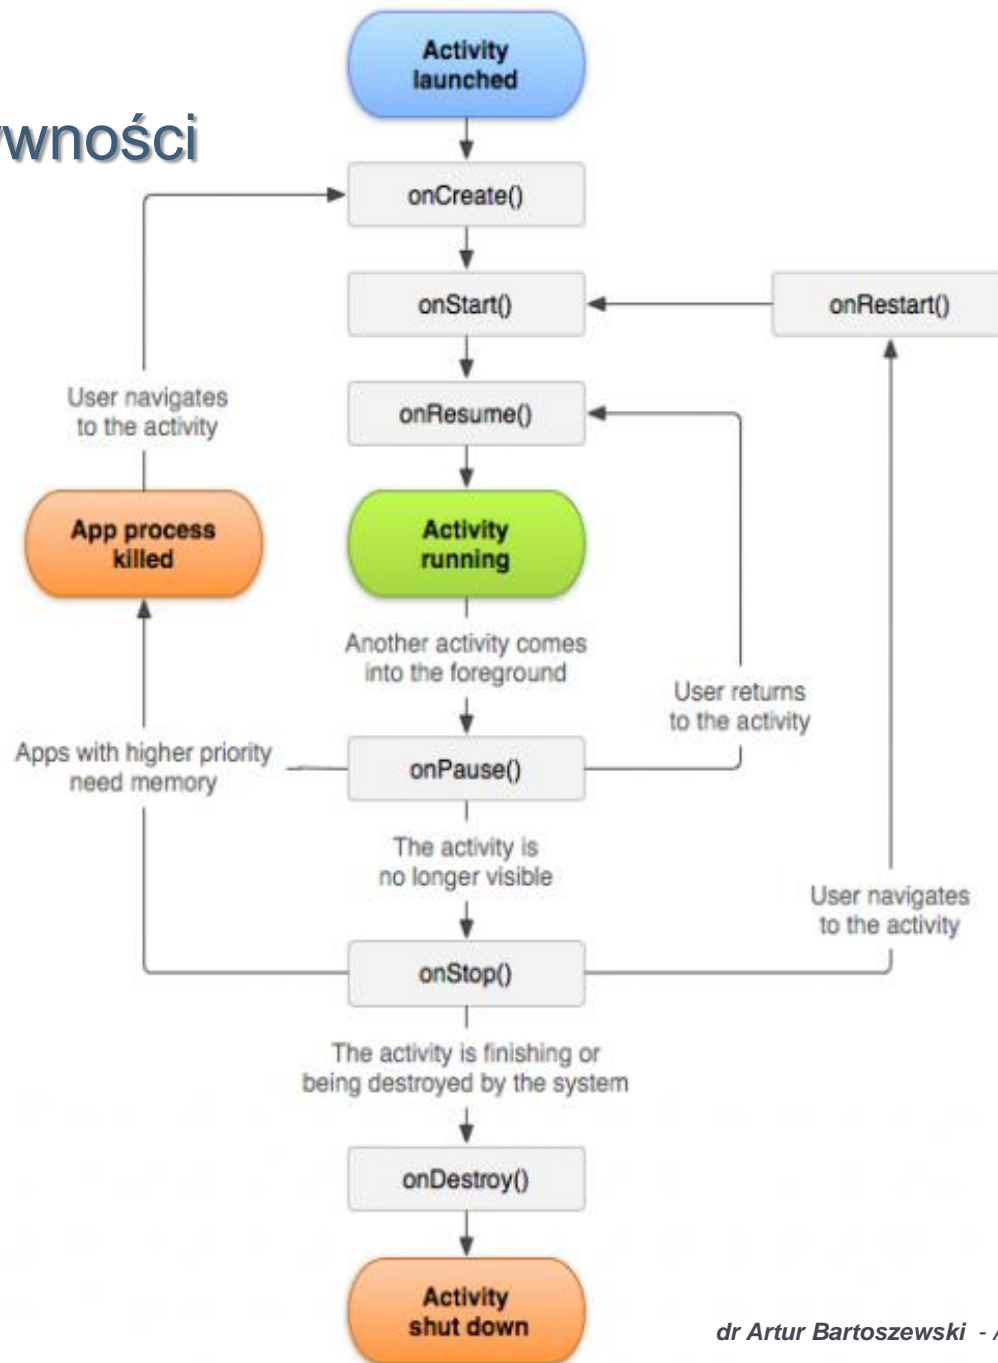 Activity
launched
wności
onCreate()
onStart()
onRestart()
User navigates
to the activity
onResume()
App process
killed
Activity
running
Another activity comes
into the foreground
User returns
to the activity
Apps with higher priority
need memory
onPause()
The activity is
no longer visible
User navigates
to the activity
onStop()
The activity is finishing or
being destroyed by the system
onDestroy()
Activity
shut down
dr Artur Bartoszewski -